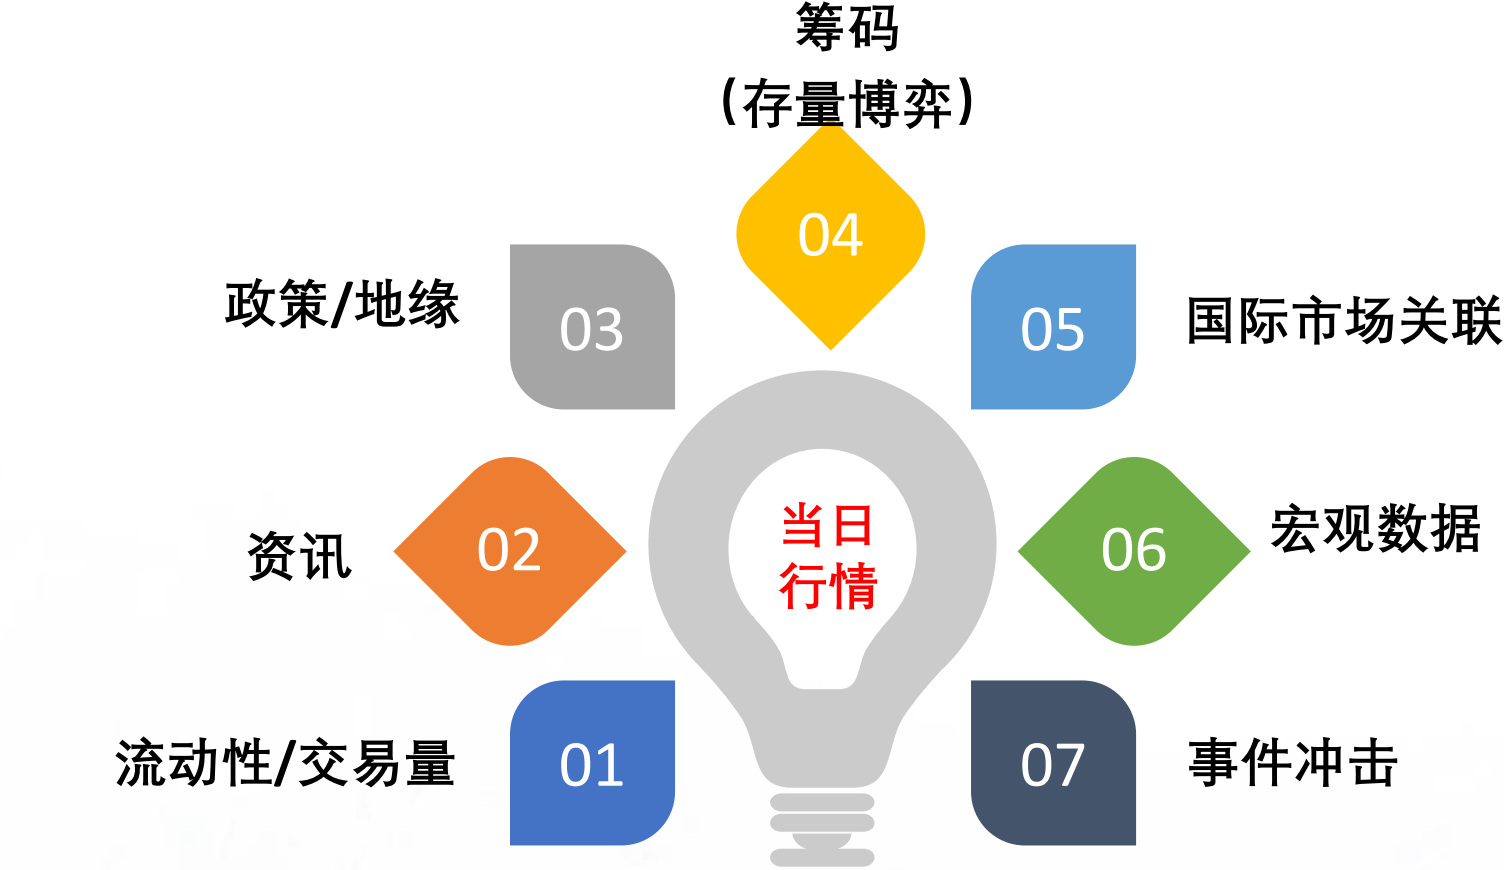 筹码
(存量博弈)
04
政策/地缘
03
05
国际市场关联
资讯
02
当日
行情
06
宏观数据
流动性/交易量
01
07
事件冲击